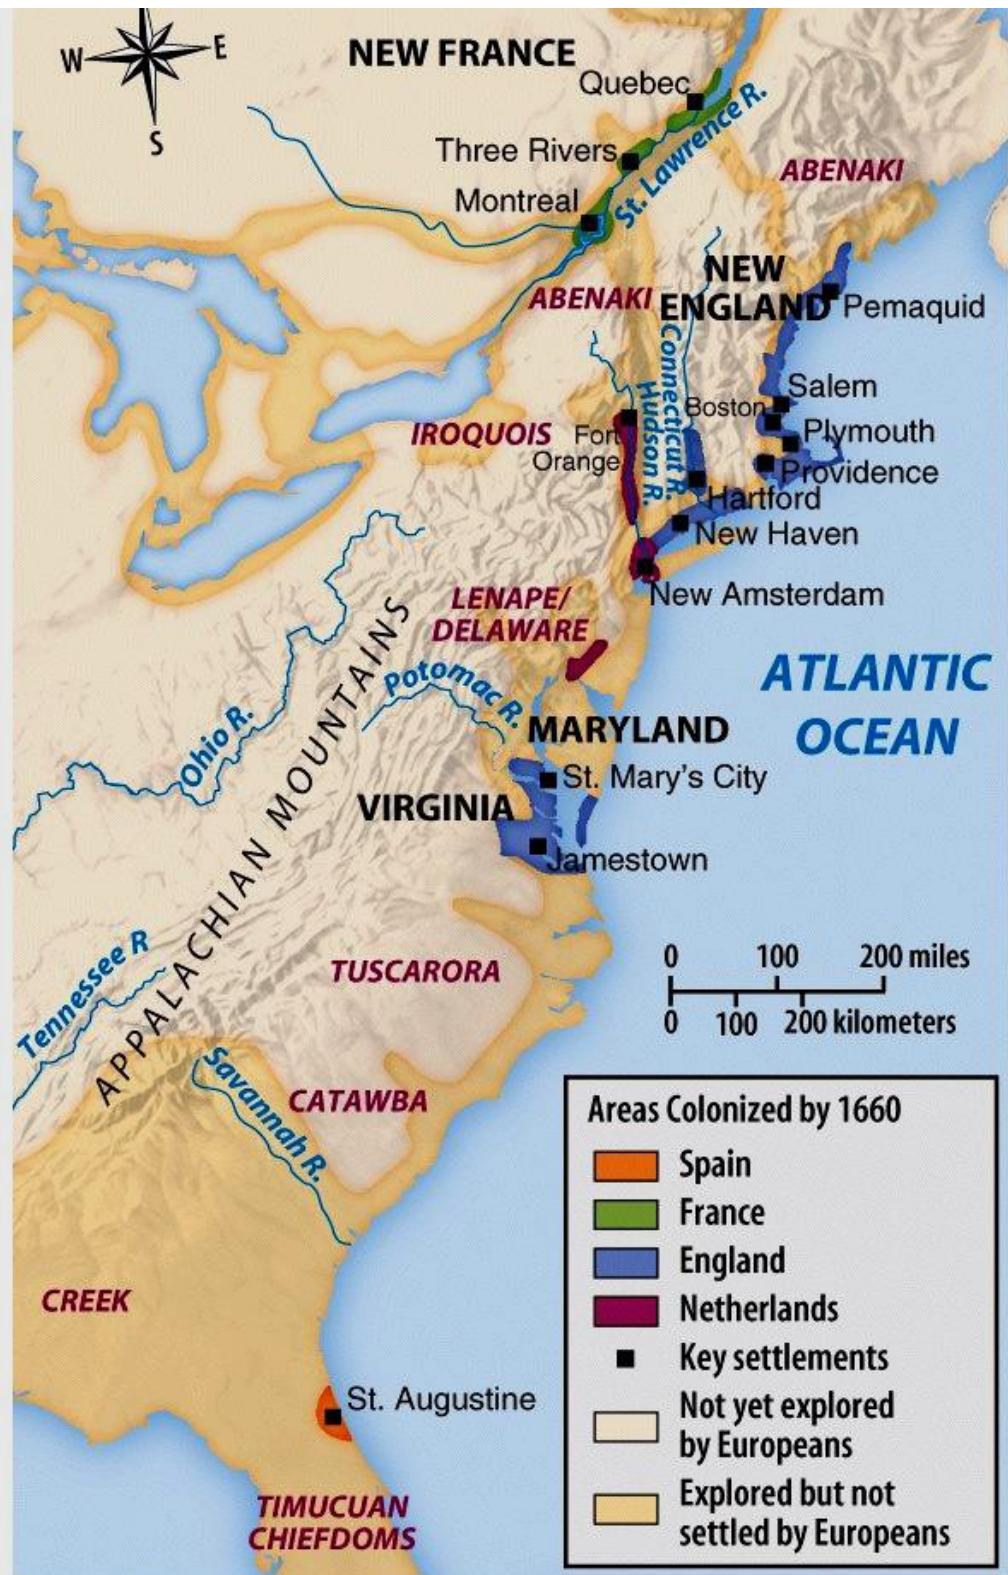 W
E
S
NEW FRANCE
Quebec
Three Rivers
Montreal
St. Lawrence R.
ABENAKI
NEW
ENGLAND
ABENAKI
Pemaquid
Connecticut R.
Hudson R.
Salem
Boston
Plymouth
Providence
IROQUOIS
Fort
Orange
Hartford
New Haven
New Amsterdam
LENAPE/
DELAWARE
Potomac R.
ATLANTIC
OCEAN
MARYLAND
St. Mary's City
Ohio R.
APPALACHIAN MOUNTAINS
VIRGINIA
Jamestown
Tennessee R
TUSCARORA
0 100 200 miles
0 100 200 kilometers
Savannah R.
CATAWBA
CREEK
St. Augustine
TIMUCUAN
CHIEFDOMS
Areas Colonized by 1660
Spain
France
England
Netherlands
Key settlements
Not yet explored
by Europeans
Explored but not
settled by Europeans